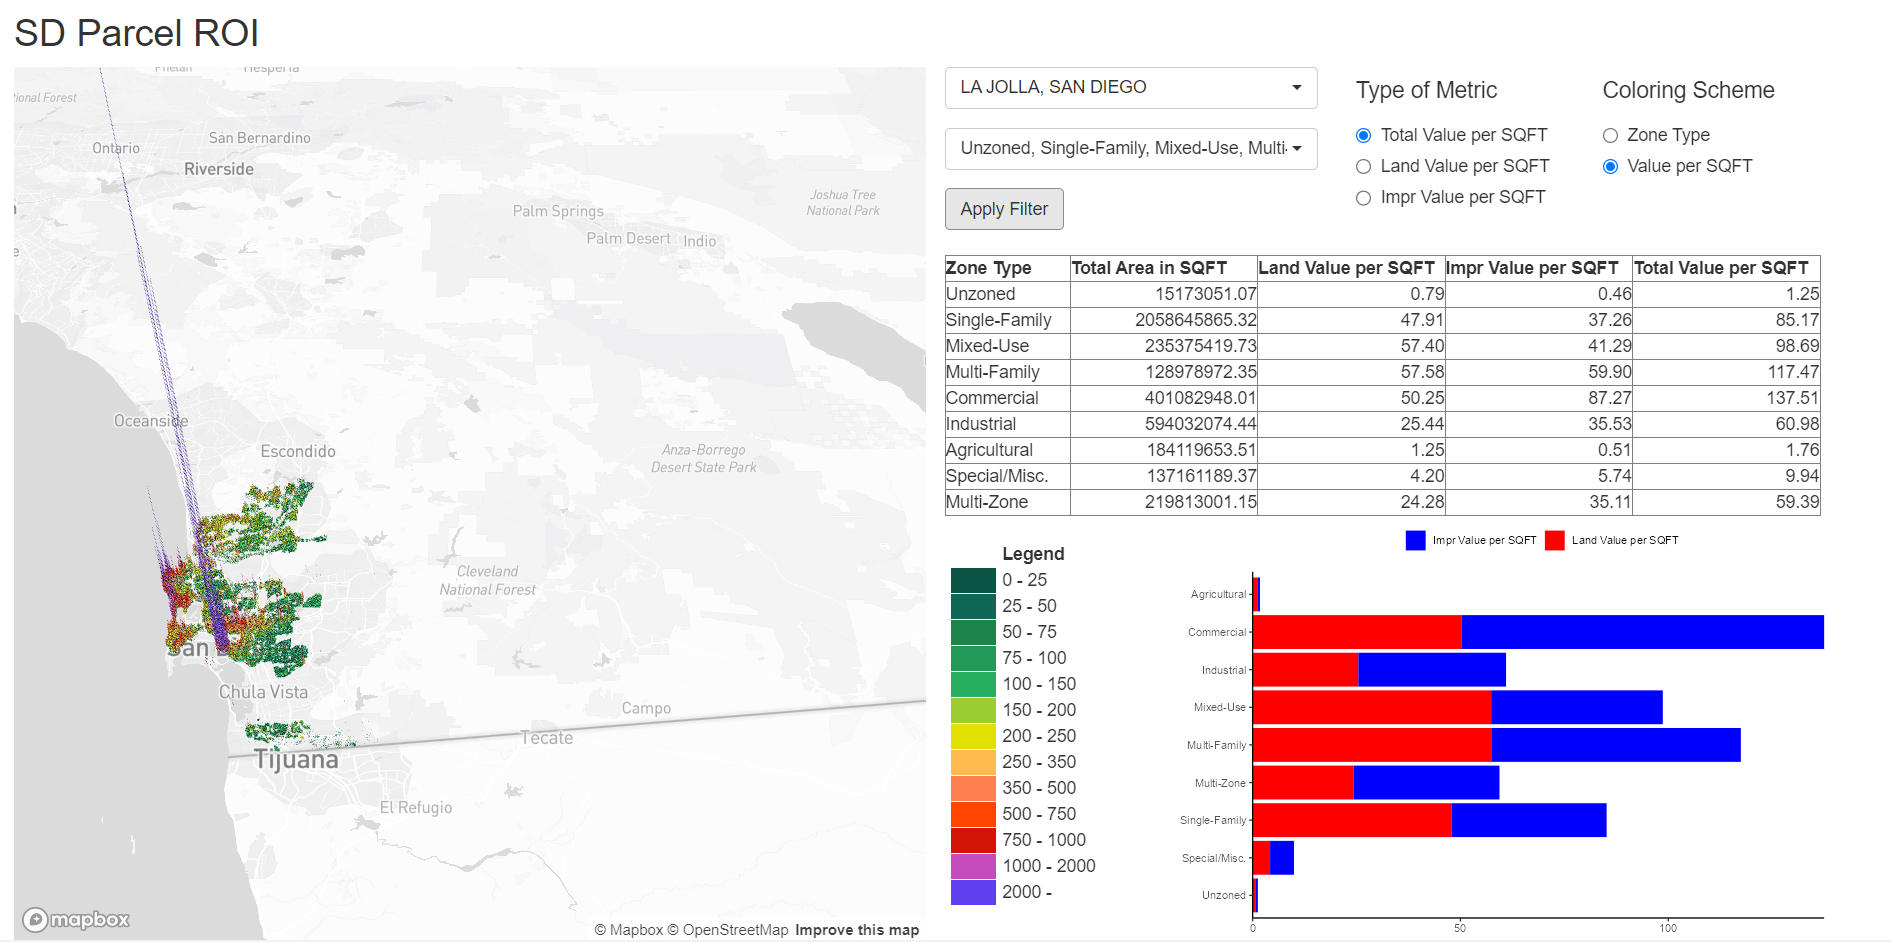 SD Parcel ROI
Phelan
Hesperia
ional Forest
San Bernardino
Ontario
Riverside
Joshua Tree
National Park
Palm Springs
Palm Desert
Indio
Oceanside
Escondido
Anza-Borrego
Desert State Park
Cleveland
National Forest
San D
Chula Vista
Campo
Tecate
Tijuana
El Refugio
mapbox
© Mapbox © OpenStreetMap Improve this map
LA JOLLA, SAN DIEGO
Unzoned, Single-Family, Mixed-Use, Multi-
Apply Filter
Type of Metric
Total Value per SQFT
Land Value per SQFT
Impr Value per SQFT
Coloring Scheme
Zone Type
Value per SQFT
Zone Type Total Area in SQFT Land Value per SQFT Impr Value per SQFT Total Value per SQFT
Unzoned 15173051.07 0.79 0.46 1.25
Single-Family 2058645865.32 47.91 37.26 85.17
Mixed-Use 235375419.73 57.40 41.29 98.69
Multi-Family 128978972.35 57.58 59.90 117.47
Commercial 401082948.01 50.25 87.27 137.51
Industrial 594032074.44 25.44 35.53 60.98
Agricultural 184119653.51 1.25 0.51 1.76
Special/Misc. 137161189.37 4.20 5.74 9.94
Multi-Zone 219813001.15 24.28 35.11 59.39
Legend
0 - 25
25 - 50
50 - 75
75 - 100
100 - 150
150 - 200
200 - 250
250 - 350
350 - 500
500 - 750
750 - 1000
1000 - 2000
2000 -
Impr Value per SQFT Land Value per SQFT
Agricultural
Commercial
Industrial
Mixed-Use
Multi-Family
Multi-Zone
Single-Family
Special/Misc.
Unzoned
0 50 100